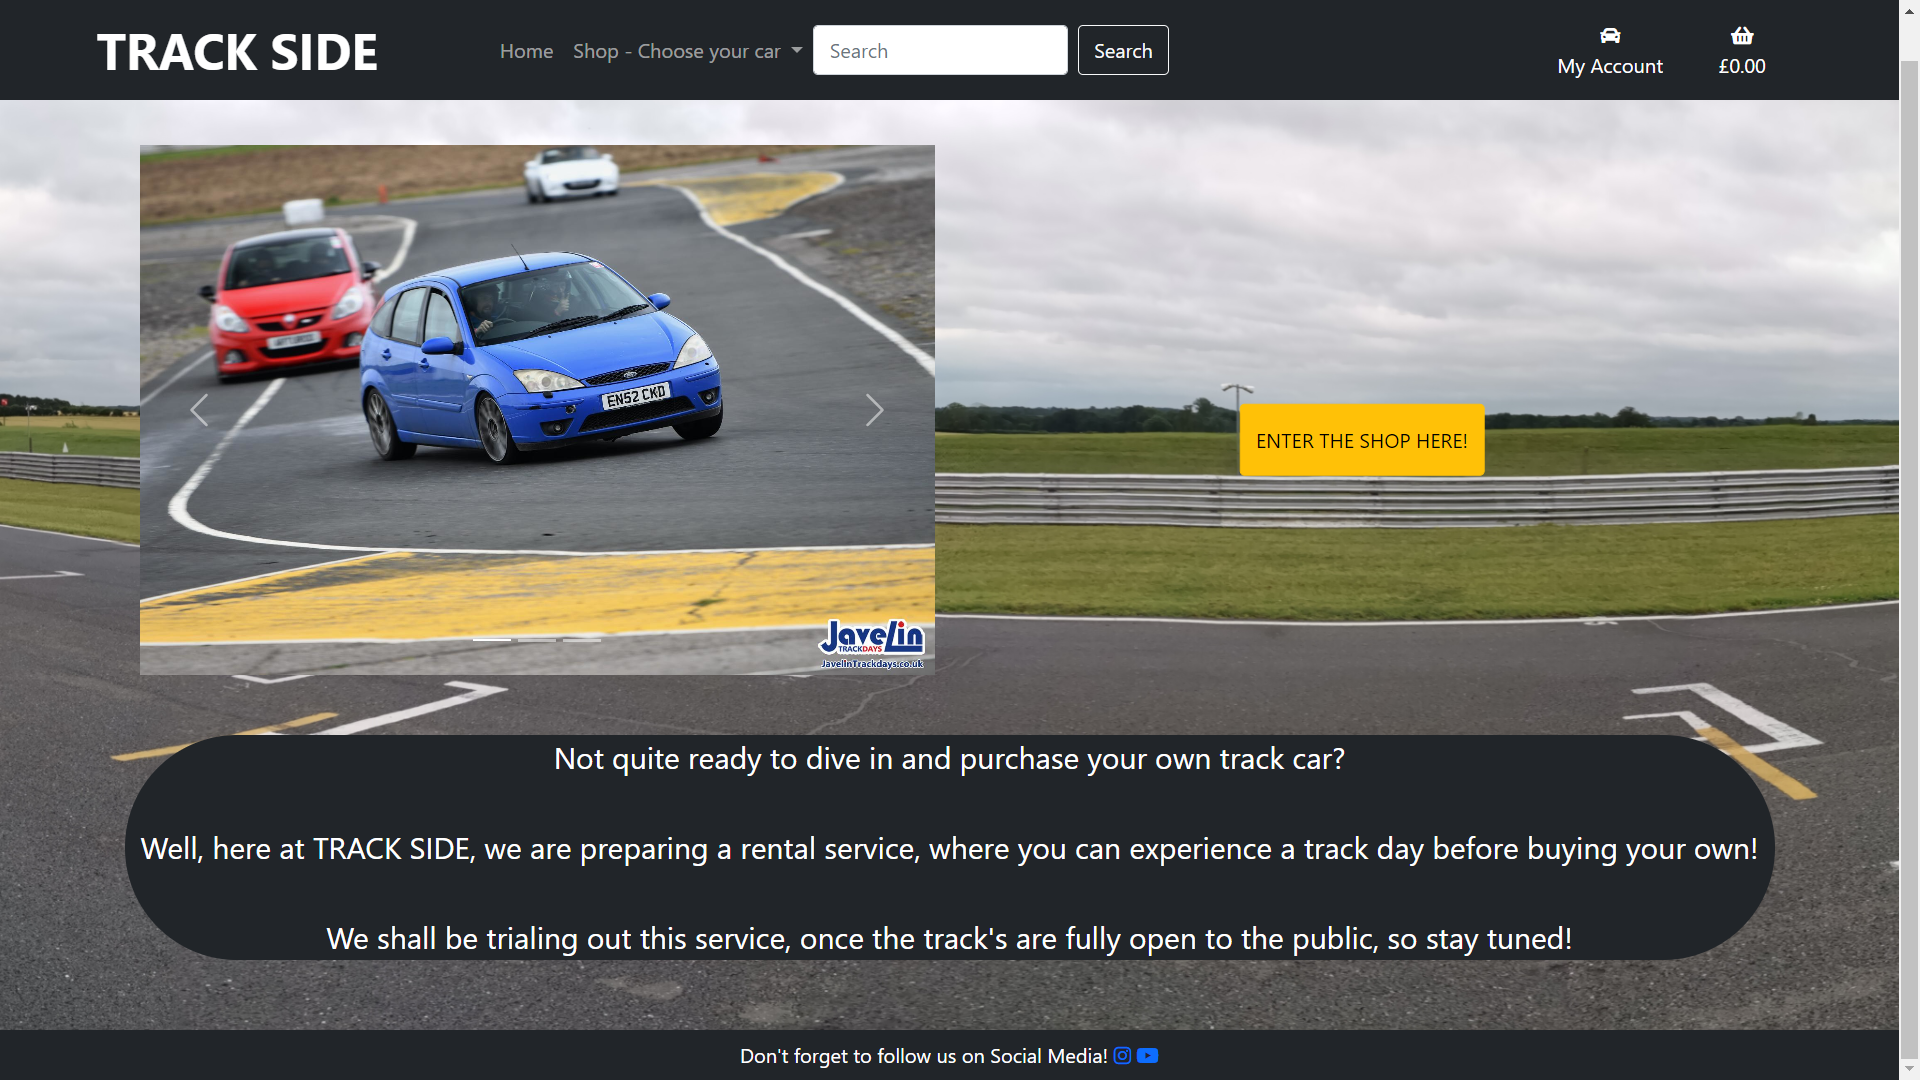 TRACK SIDE
Home
Shop - Choose your car
Search
Search
My Account
£0.00
EN52 CKD
Javelin
TRACKDAYS
JavelinTrackdays.co.uk
ENTER THE SHOP HERE!
Not quite ready to dive in and purchase your own track car?
Well, here at TRACK SIDE, we are preparing a rental service, where you can experience a track day before buying your own!
We shall be trialing out this service, once the track's are fully open to the public, so stay tuned!
Don't forget to follow us on Social Media!